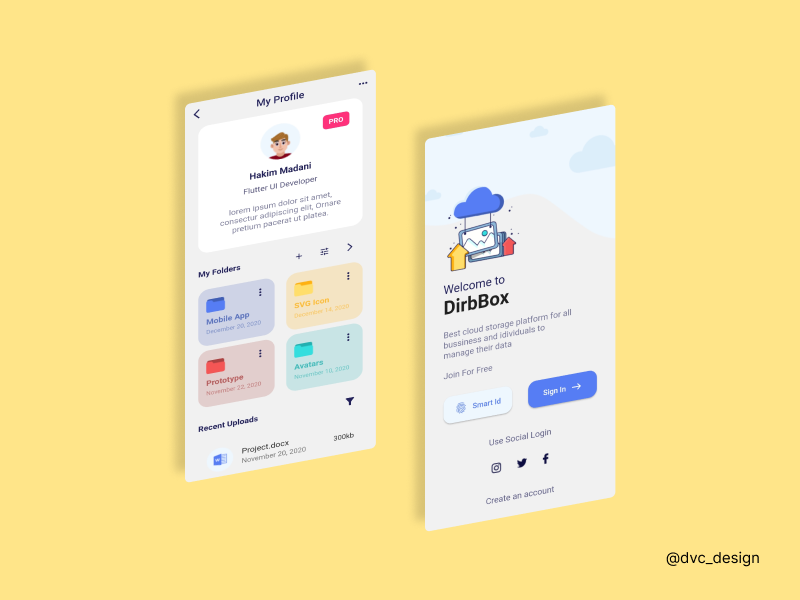 My Profile
PRO
Hakim Madani
Flutter UI Developer
lorem ipsum dolor sit amet,
consectur adipiscing elit, Ornare
pretium pacerat ut platea.
My Folders
Mobile App
December 20, 2020
SVG Icon
December 14, 2020
Prototype
November 22, 2020
Avatars
November 10, 2020
Recent Uploads
Project.docx
November 20, 2020
300kb
W
Welcome to
DirbBox
Best cloud storage platform for all
bussiness and idividuals to
manage their data
Join For Free
Smart Id
Sign In
Use Social Login
Create an account
@dvc_design